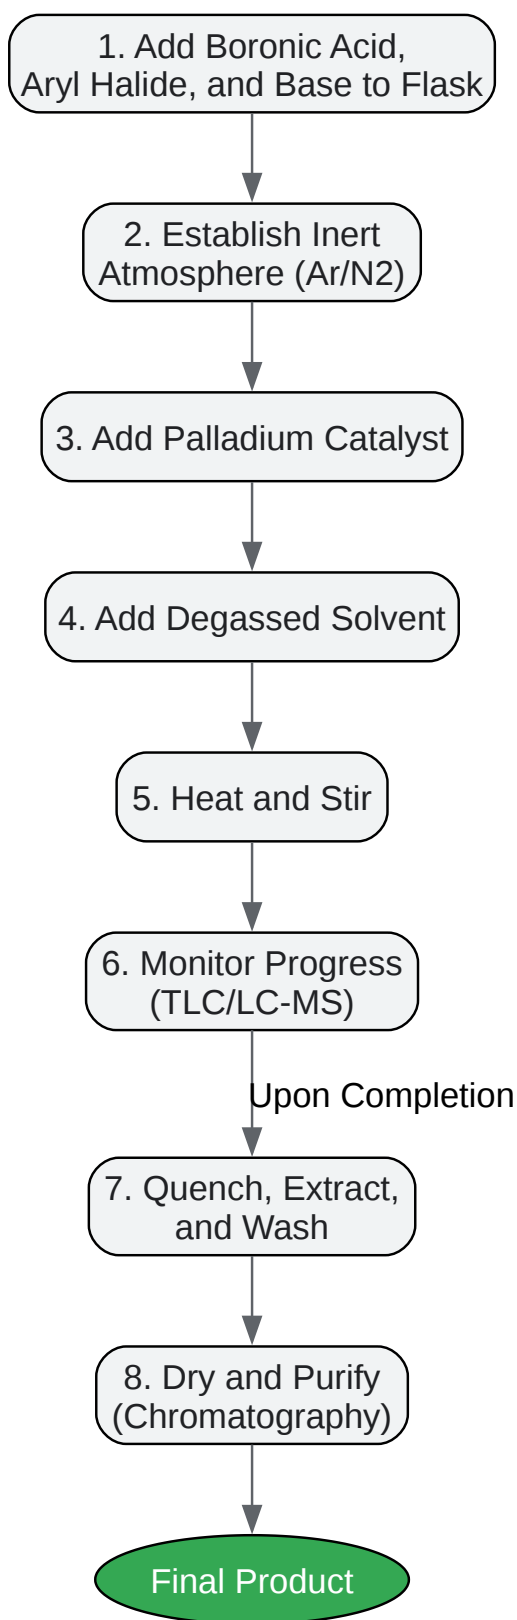 1. Add Boronic Acid,
Aryl Halide, and Base to Flask
2. Establish Inert
Atmosphere (Ar/N2)
3. Add Palladium Catalyst
4. Add Degassed Solvent
5. Heat and Stir
6. Monitor Progress
(TLC/LC-MS)
Upon Completion
7. Quench, Extract,
and Wash
8. Dry and Purify
(Chromatography)
Final Product